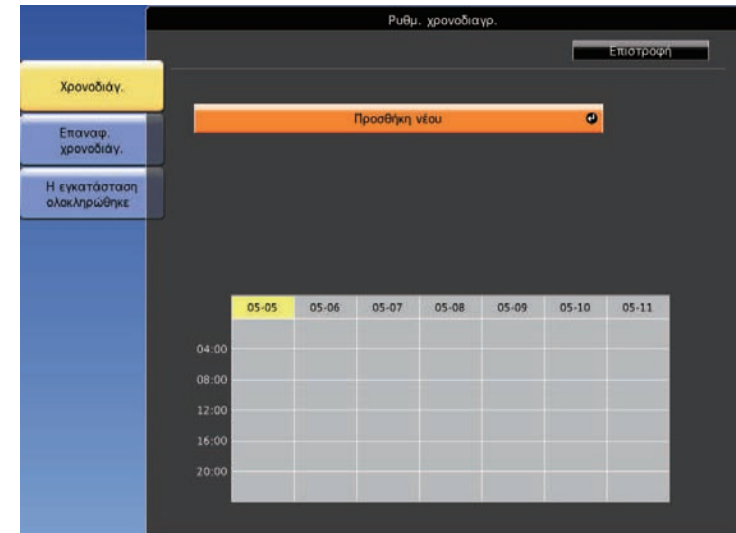 Ρυθμ. χρονοδιαγρ.
Επιστροφή
Χρονοδιάγ.
Προσθήκη νέου
Επαναφ.
χρονοδιάγ.
Η εγκατάσταση
ολοκληρώθηκε
05-05 05-06 05-07 05-08 05-09 05-10 05-11
04:00
08:00
12:00
16:00
20:00